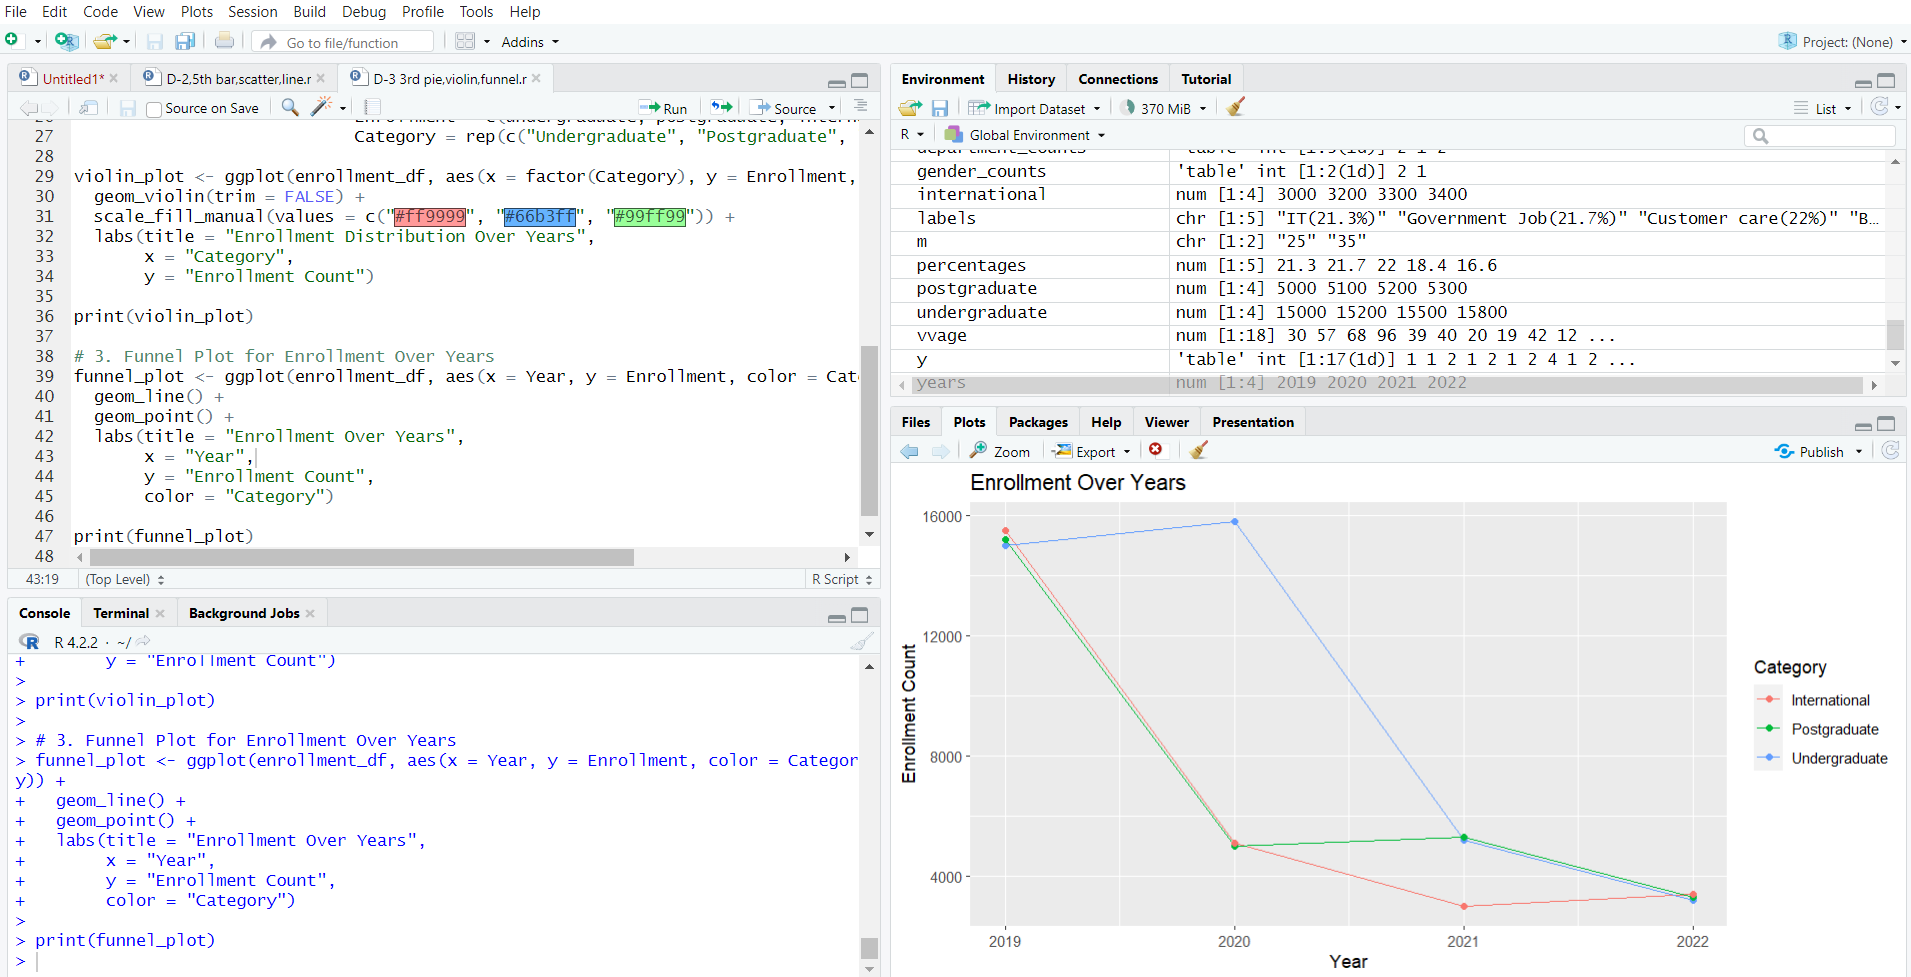 File Edit Code View Plots Session Build Debug Profile Tools Help
Go to file/function Addins Project: (None)
Untitled1* D-2,5th bar,scatter,line.r D-3 3rd pie,violin,funnel.r
Source on Save Run Source
27 Category = rep(c("Undergraduate", "Postgraduate",
28
29 violin_plot <- ggplot(enrollment_df, aes(x = factor(Category), y = Enrollment,
30 geom_violin(trim = FALSE) +
31 scale_fill_manual(values = c("#ff9999", "#66b3ff", "#99ff99")) +
32 labs(title = "Enrollment Distribution Over Years",
33 x = "Category",
34 y = "Enrollment Count")
35
36 print(violin_plot)
37
38 # 3. Funnel Plot for Enrollment Over Years
39 funnel_plot <- ggplot(enrollment_df, aes(x = Year, y = Enrollment, color = Cate
40 geom_line() +
41 geom_point() +
42 labs(title = "Enrollment Over Years",
43 x = "Year",
44 y = "Enrollment Count",
45 color = "Category")
46
47 print(funnel_plot)
48
43:19 (Top Level) R Script
Console Terminal Background Jobs
R 4.2.2 · ~/
+ y = "Enrollment Count")
>
> print(violin_plot)
>
> # 3. Funnel Plot for Enrollment Over Years
> funnel_plot <- ggplot(enrollment_df, aes(x = Year, y = Enrollment, color = Categor
y)) +
+ geom_line() +
+ geom_point() +
+ labs(title = "Enrollment Over Years",
+ x = "Year",
+ y = "Enrollment Count",
+ color = "Category")
>
> print(funnel_plot)
>
Environment History Connections Tutorial
Import Dataset 370 MiB List
R Global Environment
department_counts 'table' int [1:3(1d)] 2 1 2
gender_counts 'table' int [1:2(1d)] 2 1
international num [1:4] 3000 3200 3300 3400
labels chr [1:5] "IT(21.3%)" "Government Job(21.7%)" "Customer care(22%)" "B...
m chr [1:2] "25" "35"
percentages num [1:5] 21.3 21.7 22 18.4 16.6
postgraduate num [1:4] 5000 5100 5200 5300
undergraduate num [1:4] 15000 15200 15500 15800
vvage num [1:18] 30 57 68 96 39 40 20 19 42 12 ...
y 'table' int [1:17(1d)] 1 1 2 1 2 1 2 4 1 2 ...
years num [1:4] 2019 2020 2021 2022
Files Plots Packages Help Viewer Presentation
Zoom Export Publish
Enrollment Over Years
16000
12000
8000
4000
Enrollment Count
2019 2020 2021 2022
Year
Category
International
Postgraduate
Undergraduate